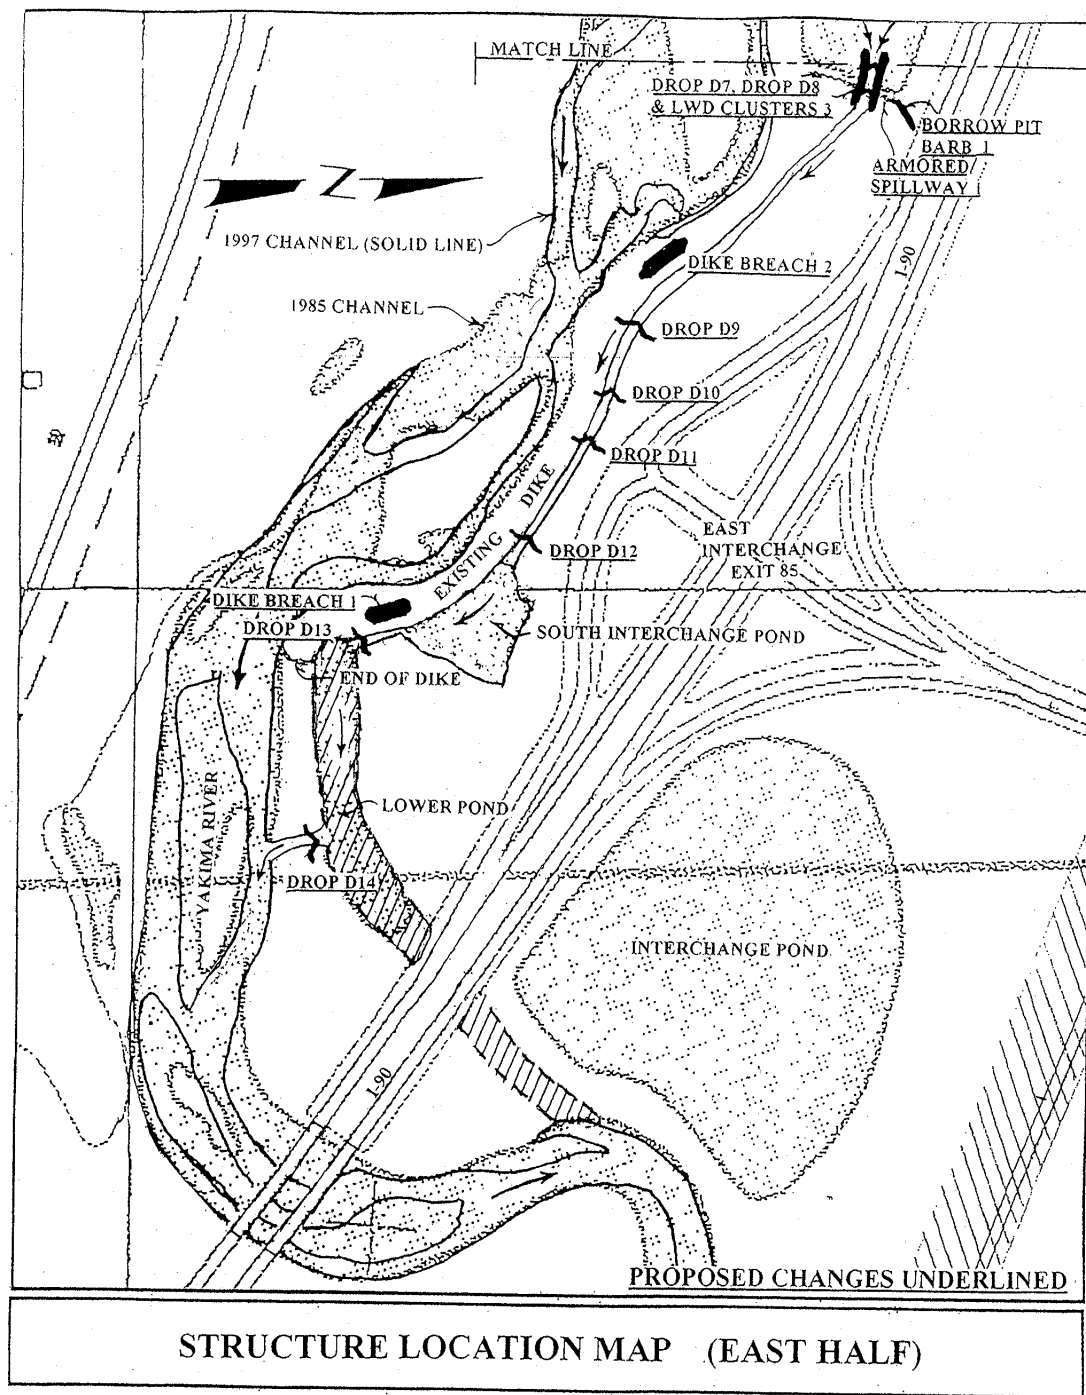 MATCH LINE
DROP D7, DROP D8
& LWD CLUSTERS 3
BORROW PIT
BARB 1
ARMORED
SPILLWAY 1
N
1997 CHANNEL (SOLID LINE)
I-90
DIKE BREACH 2
1985 CHANNEL
DROP D9
DROP D10
DROP D11
EXISTING DIKE
EAST
INTERCHANGE
EXIT 85
DROP D12
DIKE BREACH 1
DROP D13
SOUTH INTERCHANGE POND
END OF DIKE
YAKIMA RIVER
LOWER POND
DROP D14
INTERCHANGE POND
I-90
PROPOSED CHANGES UNDERLINED
STRUCTURE LOCATION MAP (EAST HALF)